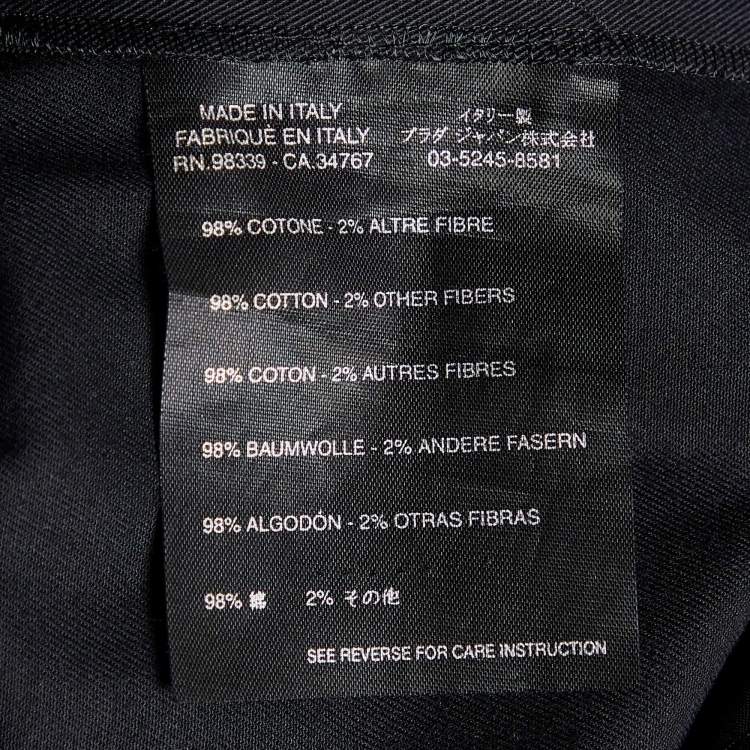 MADE IN ITALY
FABRIQUÉ EN ITALY
RN.98339 - CA.34767
イタリー製
プラダ ジャパン株式会社
03-5245-8581
98% COTONE - 2% ALTRE FIBRE
98% COTTON - 2% OTHER FIBERS
98% COTON - 2% AUTRES FIBRES
98% BAUMWOLLE - 2% ANDERE FASERN
98% ALGODÓN - 2% OTRAS FIBRAS
98% 綿 2% その他
SEE REVERSE FOR CARE INSTRUCTION